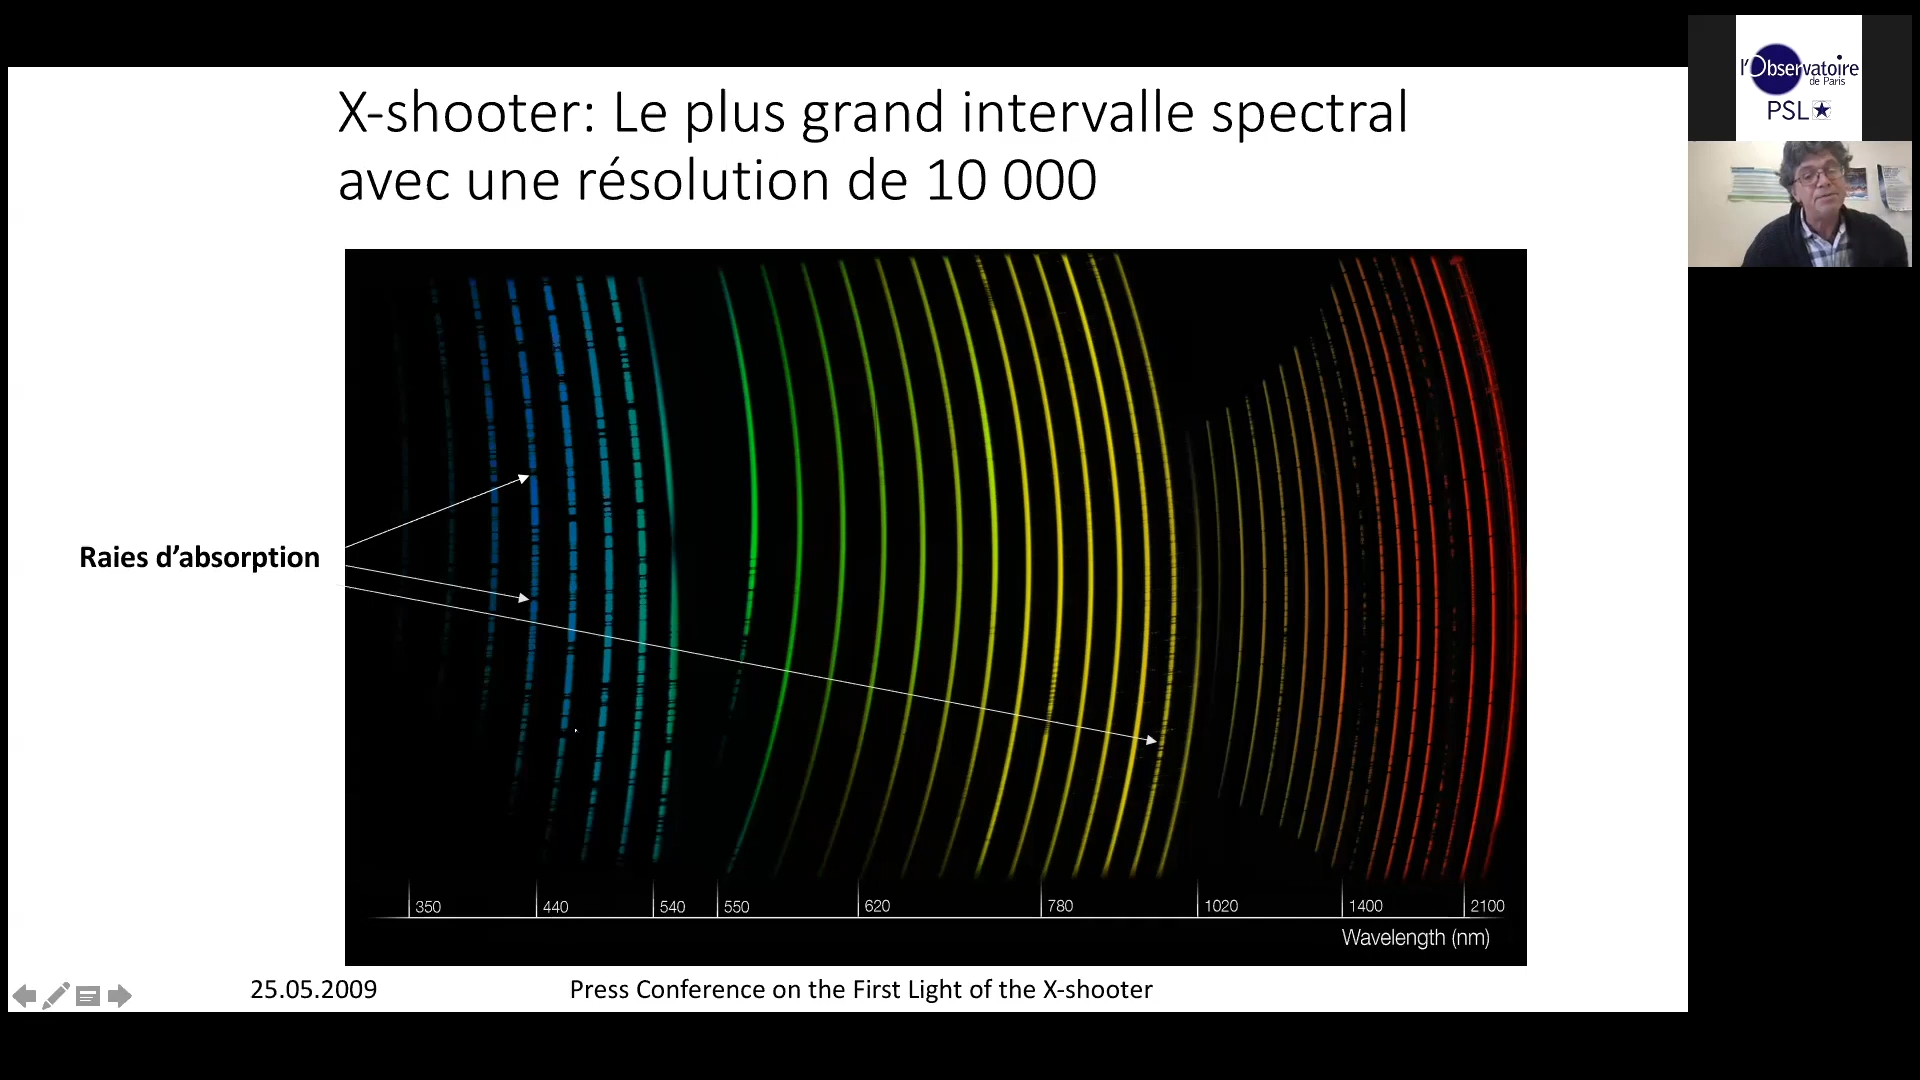 X-shooter: Le plus grand intervalle spectral
avec une résolution de 10 000
l'Observatoire
de Paris
PSL
Raies d’absorption
350 440 540 550 620 780 1020 1400 2100
Wavelength (nm)
25.05.2009 Press Conference on the First Light of the X-shooter